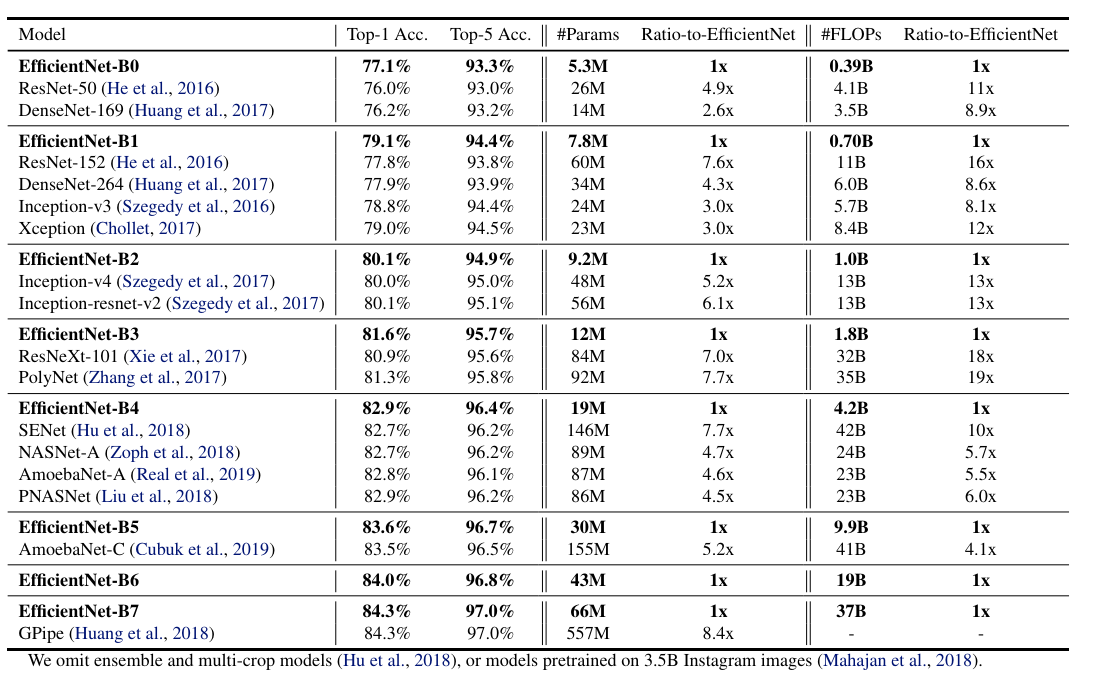 Model Top-1 Acc. Top-5 Acc. #Params Ratio-to-EfficientNet #FLOPs Ratio-to-EfficientNet
EfficientNet-B0 77.1% 93.3% 5.3M 1x 0.39B 1x
ResNet-50 (He et al., 2016) 76.0% 93.0% 26M 4.9x 4.1B 11x
DenseNet-169 (Huang et al., 2017) 76.2% 93.2% 14M 2.6x 3.5B 8.9x
EfficientNet-B1 79.1% 94.4% 7.8M 1x 0.70B 1x
ResNet-152 (He et al., 2016) 77.8% 93.8% 60M 7.6x 11B 16x
DenseNet-264 (Huang et al., 2017) 77.9% 93.9% 34M 4.3x 6.0B 8.6x
Inception-v3 (Szegedy et al., 2016) 78.8% 94.4% 24M 3.0x 5.7B 8.1x
Xception (Chollet, 2017) 79.0% 94.5% 23M 3.0x 8.4B 12x
EfficientNet-B2 80.1% 94.9% 9.2M 1x 1.0B 1x
Inception-v4 (Szegedy et al., 2017) 80.0% 95.0% 48M 5.2x 13B 13x
Inception-resnet-v2 (Szegedy et al., 2017) 80.1% 95.1% 56M 6.1x 13B 13x
EfficientNet-B3 81.6% 95.7% 12M 1x 1.8B 1x
ResNeXt-101 (Xie et al., 2017) 80.9% 95.6% 84M 7.0x 32B 18x
PolyNet (Zhang et al., 2017) 81.3% 95.8% 92M 7.7x 35B 19x
EfficientNet-B4 82.9% 96.4% 19M 1x 4.2B 1x
SENet (Hu et al., 2018) 82.7% 96.2% 146M 7.7x 42B 10x
NASNet-A (Zoph et al., 2018) 82.7% 96.2% 89M 4.7x 24B 5.7x
AmoebaNet-A (Real et al., 2019) 82.8% 96.1% 87M 4.6x 23B 5.5x
PNASNet (Liu et al., 2018) 82.9% 96.2% 86M 4.5x 23B 6.0x
EfficientNet-B5 83.6% 96.7% 30M 1x 9.9B 1x
AmoebaNet-C (Cubuk et al., 2019) 83.5% 96.5% 155M 5.2x 41B 4.1x
EfficientNet-B6 84.0% 96.8% 43M 1x 19B 1x
EfficientNet-B7 84.3% 97.0% 66M 1x 37B 1x
GPipe (Huang et al., 2018) 84.3% 97.0% 557M 8.4x - -
We omit ensemble and multi-crop models (Hu et al., 2018), or models pretrained on 3.5B Instagram images (Mahajan et al., 2018).